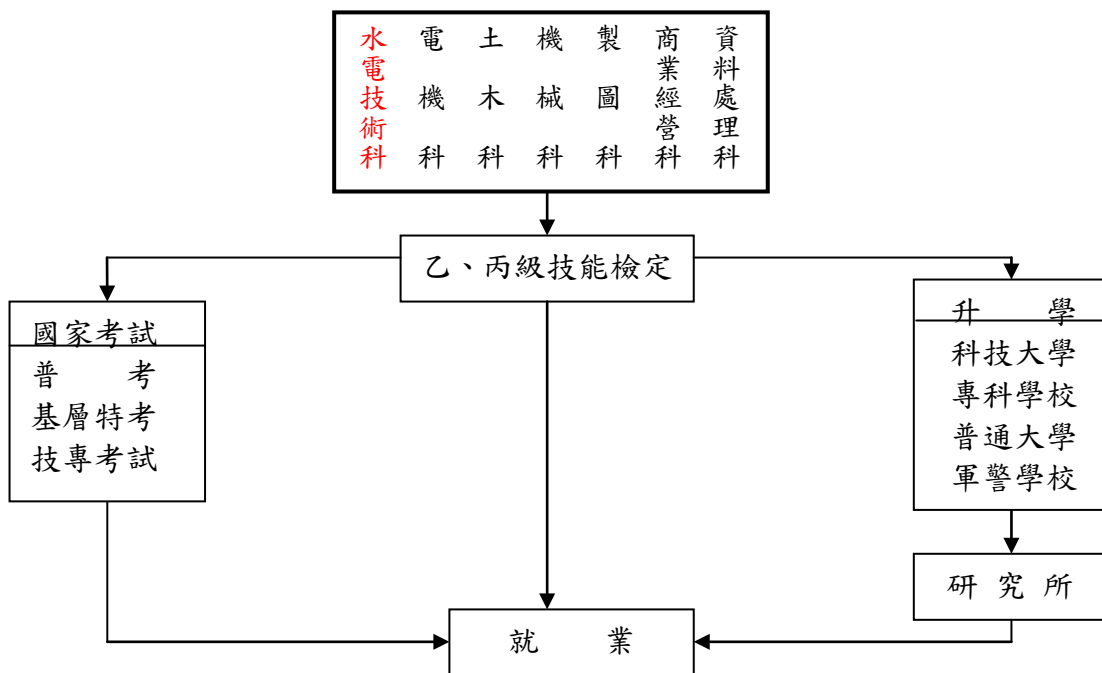 水電技術科
電機科
土木科
機械科
製圖科
商業經營科
資料處理科
乙、丙級技能檢定
國家考試
普考
基層特考
技專考試
升學
科技大學
專科學校
普通大學
軍警學校
研究所
就業